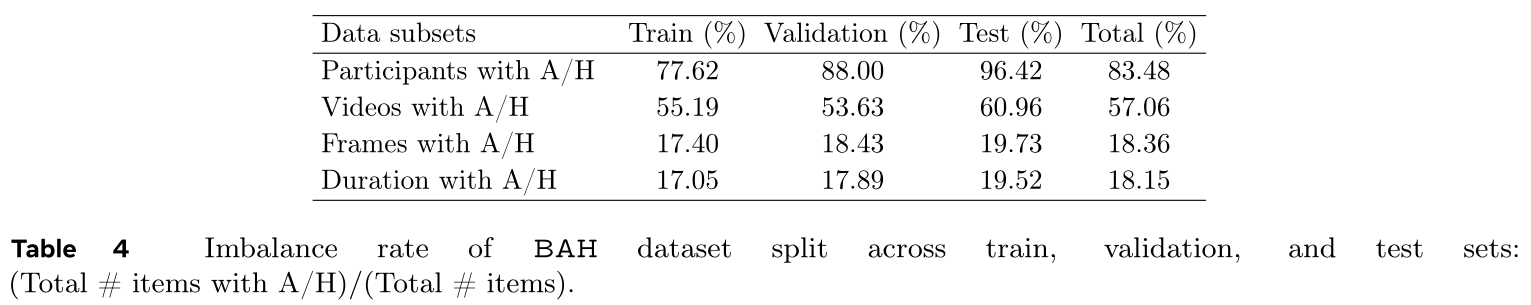 Data subsets Train (%) Validation (%) Test (%) Total (%)
Participants with A/H 77.62 88.00 96.42 83.48
Videos with A/H 55.19 53.63 60.96 57.06
Frames with A/H 17.40 18.43 19.73 18.36
Duration with A/H 17.05 17.89 19.52 18.15
Table 4 Imbalance rate of BAH dataset split across train, validation, and test sets:
(Total # items with A/H)/(Total # items).